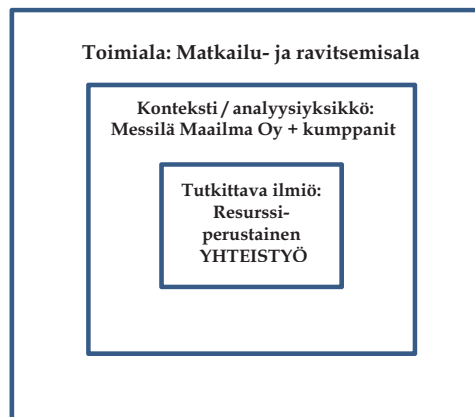 Toimiala: Matkailu- ja ravitsemisala
Konteksti / analyysiyksikkö:
Messilä Maailma Oy + kumppanit
Tutkittava ilmiö:
Resurssi-
perustainen
YHTEISTYÖ